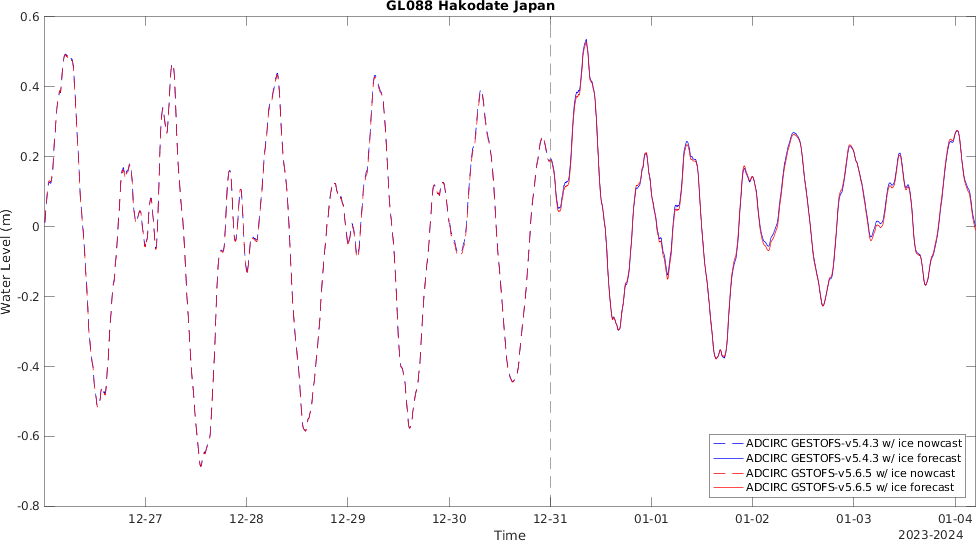 GL088 Hakodate Japan
0.6
0.4
0.2
0
-0.2
-0.4
-0.6
-0.8
Water Level (m)
ADCIRC GESTOFS-v5.4.3 w/ ice nowcast
ADCIRC GESTOFS-v5.4.3 w/ ice forecast
ADCIRC GSTOFS-v5.6.5 w/ ice nowcast
ADCIRC GSTOFS-v5.6.5 w/ ice forecast
12-27 12-28 12-29 12-30 12-31 01-01 01-02 01-03 01-04
Time
2023-2024